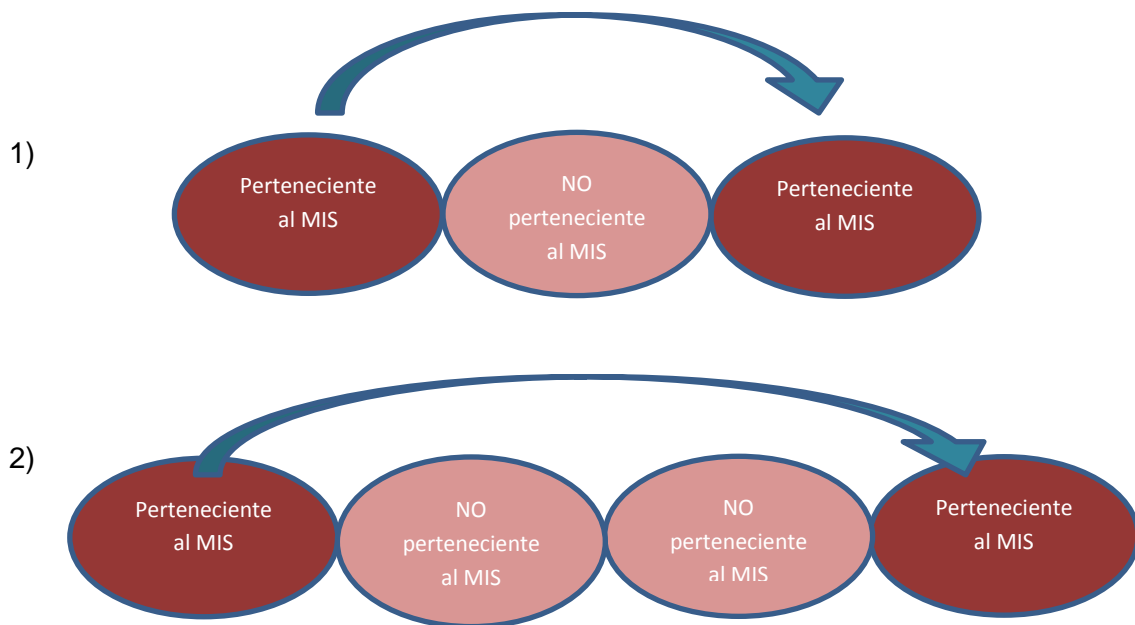 1)
Perteneciente
al MIS
NO
perteneciente
al MIS
Perteneciente
al MIS
2)
Perteneciente
al MIS
NO
perteneciente
al MIS
NO
perteneciente
al MIS
Perteneciente
al MIS